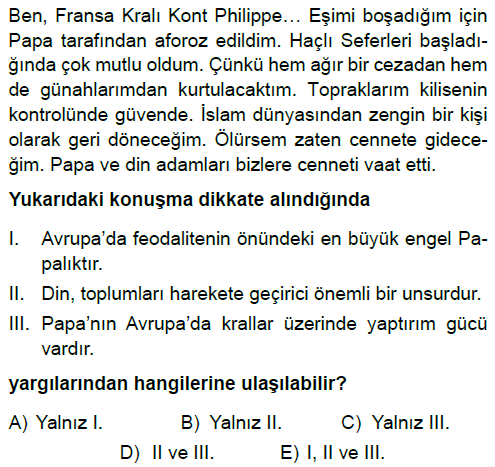 Ben, Fransa Kralı Kont Philippe… Eşimi boşadığım için
Papa tarafından aforoz edildim. Haçlı Seferleri başladı-
ğında çok mutlu oldum. Çünkü hem ağır bir cezadan hem
de günahlarımdan kurtulacaktım. Topraklarım kilisenin
kontrolünde güvende. İslam dünyasından zengin bir kişi
olarak geri döneceğim. Ölürsem zaten cennete gidece-
ğim. Papa ve din adamları bizlere cenneti vaat etti.
Yukarıdaki konuşma dikkate alındığında
I. Avrupa’da feodalitenin önündeki en büyük engel Pa-
palıktır.
II. Din, toplumları harekete geçirici önemli bir unsurdur.
III. Papa’nın Avrupa’da krallar üzerinde yaptırım gücü
vardır.
yargılarından hangilerine ulaşılabilir?
A) Yalnız I. B) Yalnız II. C) Yalnız III.
D) II ve III. E) I, II ve III.